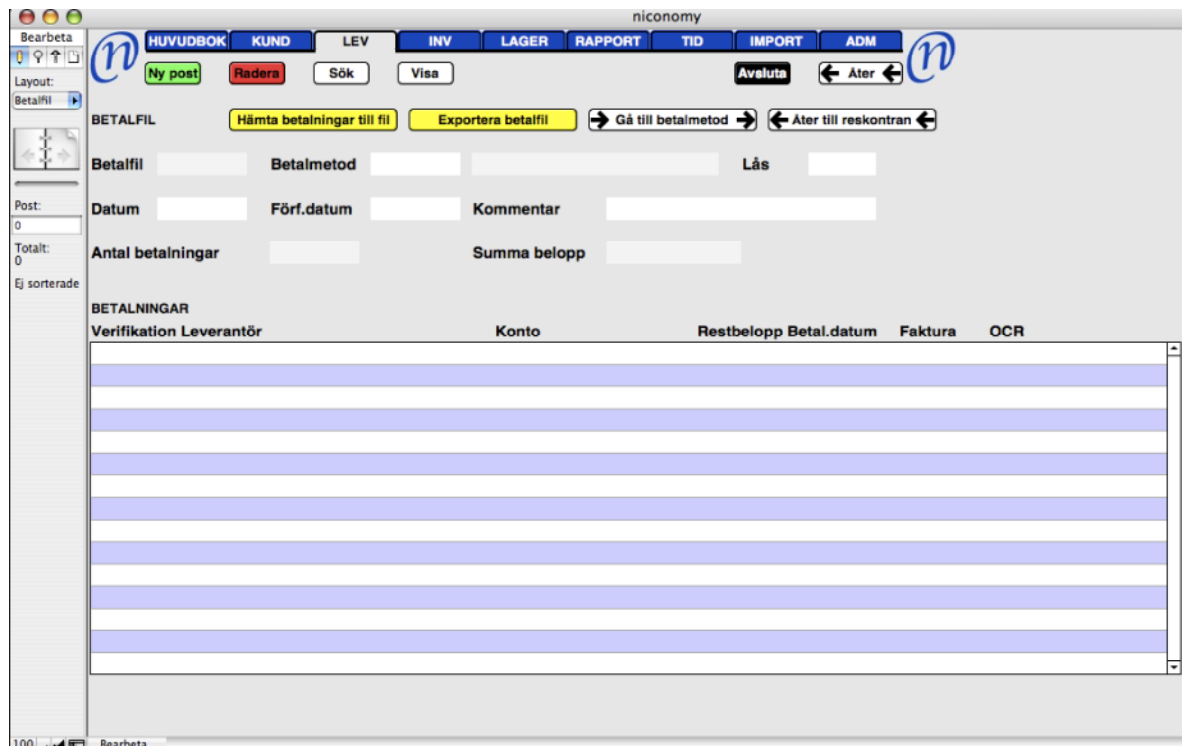 niconomy
Bearbeta
HUVUDBOK KUND LEV INV LAGER RAPPORT TID IMPORT ADM
n n
Ny post Radera Sök Visa Avsluta Åter
Layout:
Betalfil
BETALFIL Hämta betalningar till fil Exportera betalfil Gå till betalmetod Åter till reskontran
Betalfil Betalmetod Lås
Post:
0
Datum Förf.datum Kommentar
Totalt:
0
Antal betalningar Summa belopp
Ej sorterade
BETALNINGAR
Verifikation Leverantör Konto Restbelopp Betal.datum Faktura OCR
100 Bearbeta